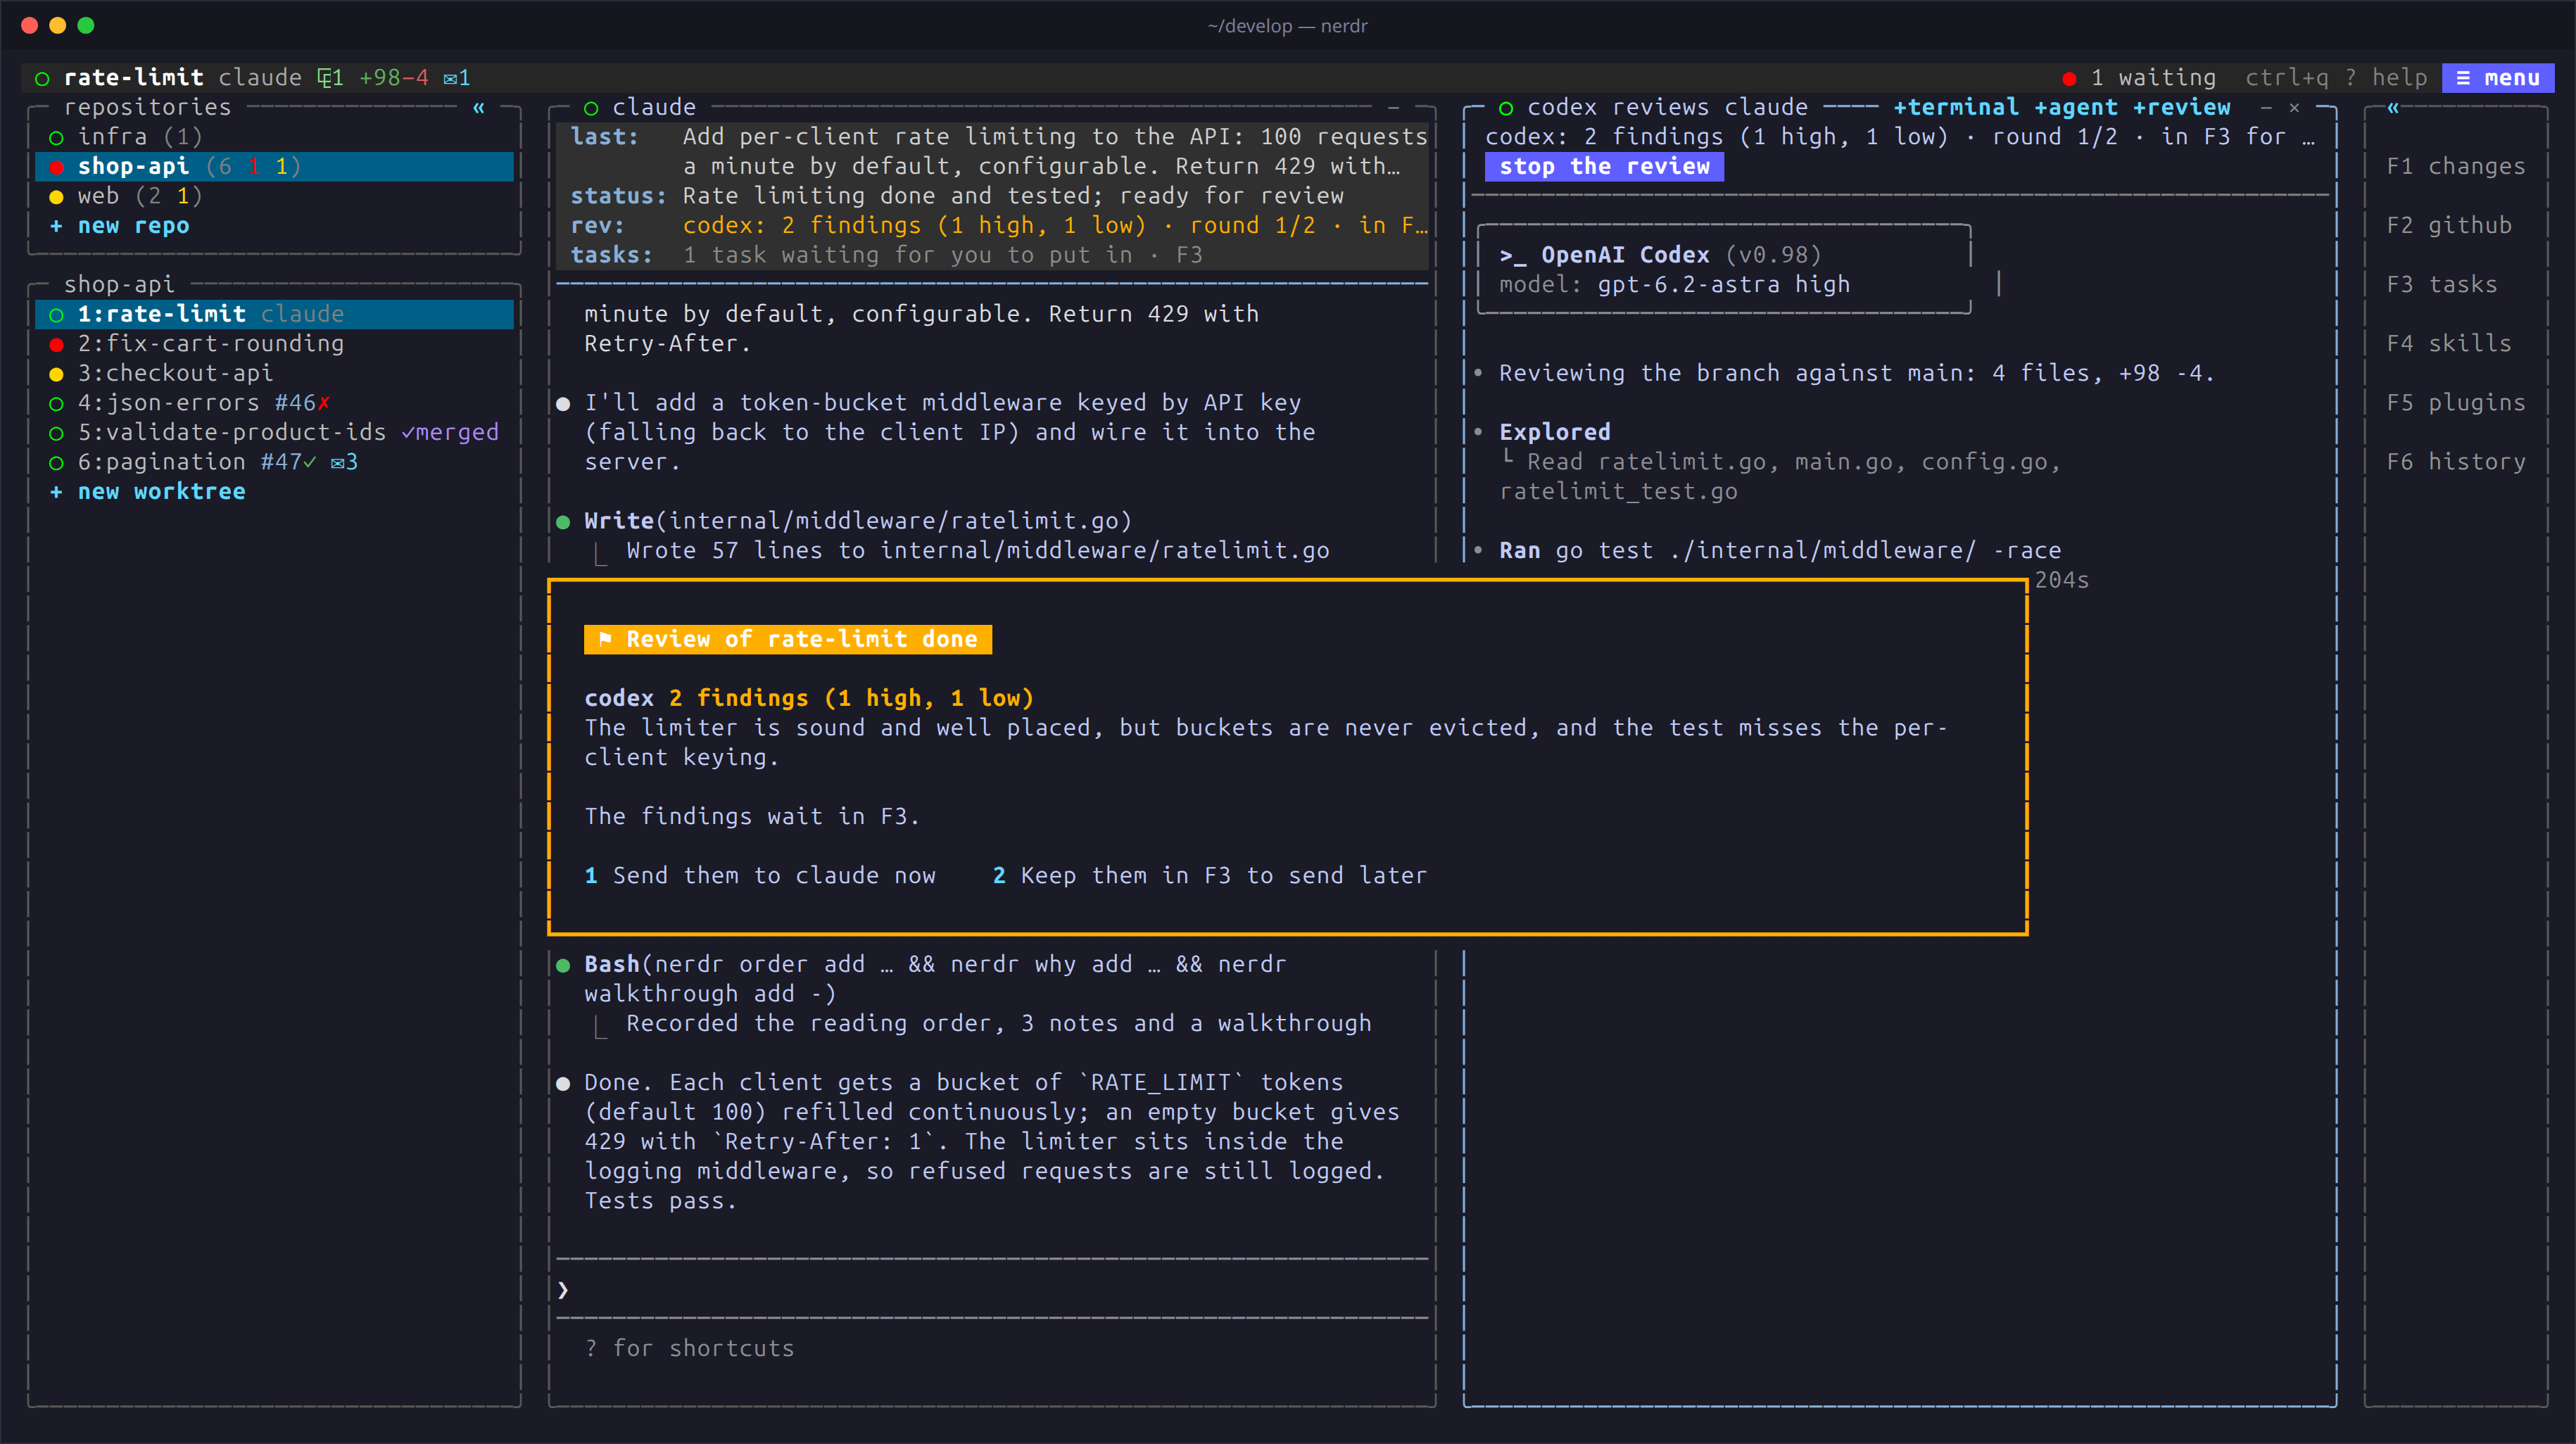 ~/develop — nerdr
○ rate-limit claude 1 +98−4 ✉1
● 1 waiting ctrl+q ? help ≡ menu
repositories «
○ infra (1)
● shop-api (6 1 1)
● web (2 1)
+ new repo
shop-api
○ 1:rate-limit claude
● 2:fix-cart-rounding
● 3:checkout-api
○ 4:json-errors #46✗
○ 5:validate-product-ids ✓merged
○ 6:pagination #47✓ ✉3
+ new worktree
○ claude −
last: Add per-client rate limiting to the API: 100 requests
a minute by default, configurable. Return 429 with…
status: Rate limiting done and tested; ready for review
rev: codex: 2 findings (1 high, 1 low) · round 1/2 · in F…
tasks: 1 task waiting for you to put in · F3
minute by default, configurable. Return 429 with
Retry-After.
● I'll add a token-bucket middleware keyed by API key
(falling back to the client IP) and wire it into the
server.
● Write(internal/middleware/ratelimit.go)
⎿ Wrote 57 lines to internal/middleware/ratelimit.go
○ codex reviews claude +terminal +agent +review − ×
codex: 2 findings (1 high, 1 low) · round 1/2 · in F3 for …
stop the review
>_ OpenAI Codex (v0.98)
model: gpt-6.2-astra high
• Reviewing the branch against main: 4 files, +98 -4.
• Explored
└ Read ratelimit.go, main.go, config.go,
ratelimit_test.go
• Ran go test ./internal/middleware/ -race
204s
⚑ Review of rate-limit done
codex 2 findings (1 high, 1 low)
The limiter is sound and well placed, but buckets are never evicted, and the test misses the per-
client keying.
The findings wait in F3.
1 Send them to claude now 2 Keep them in F3 to send later
● Bash(nerdr order add … && nerdr why add … && nerdr
walkthrough add -)
⎿ Recorded the reading order, 3 notes and a walkthrough
● Done. Each client gets a bucket of `RATE_LIMIT` tokens
(default 100) refilled continuously; an empty bucket gives
429 with `Retry-After: 1`. The limiter sits inside the
logging middleware, so refused requests are still logged.
Tests pass.
❯
? for shortcuts
«
F1 changes
F2 github
F3 tasks
F4 skills
F5 plugins
F6 history